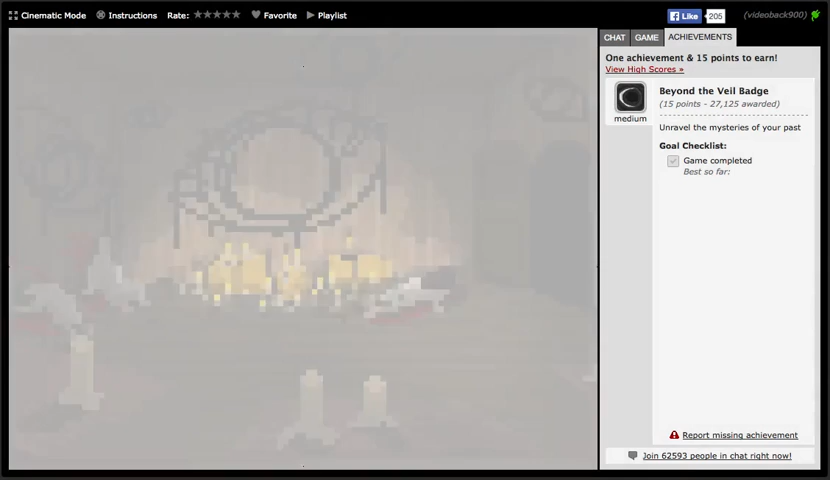 Cinematic Mode Instructions Rate: Favorite Playlist Like 205 (videoback900)
CHAT GAME ACHIEVEMENTS
One achievement & 15 points to earn!
View High Scores »
Beyond the Veil Badge
(15 points - 27,125 awarded)
medium
Unravel the mysteries of your past
Goal Checklist:
Game completed
Best so far:
Report missing achievement
Join 62593 people in chat right now!